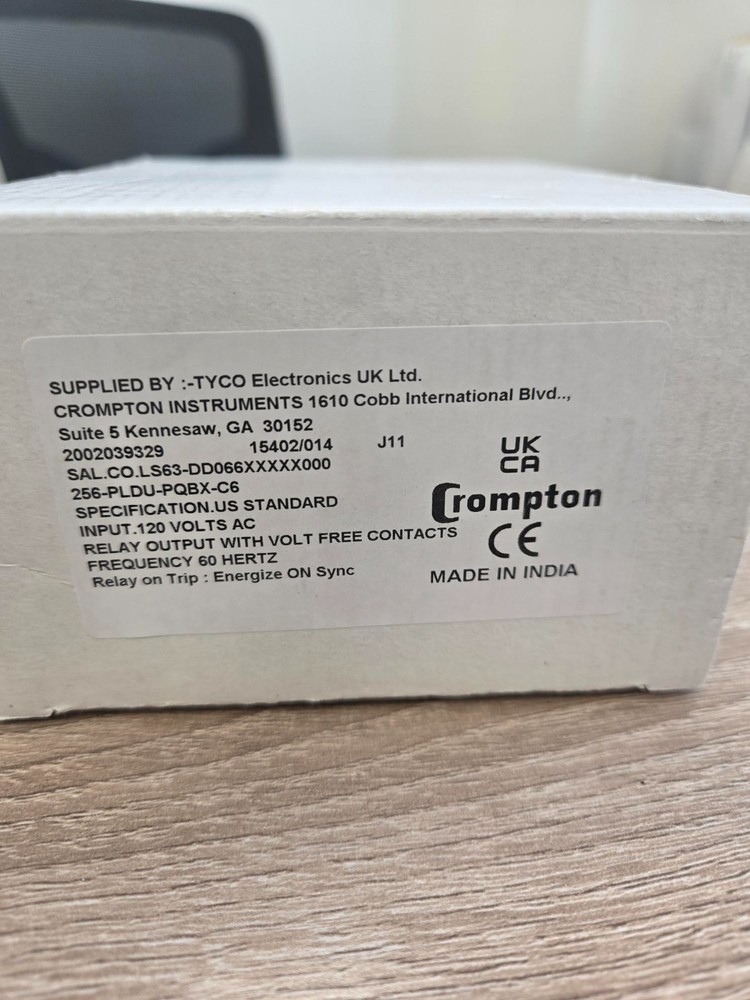 SUPPLIED BY :-TYCO Electronics UK Ltd.
CROMPTON INSTRUMENTS 1610 Cobb International Blvd..,
Suite 5 Kennesaw, GA 30152
2002039329 15402/014 J11
SAL.CO.LS63-DD066XXXXX000
256-PLDU-PQBX-C6
SPECIFICATION.US STANDARD
INPUT.120 VOLTS AC
RELAY OUTPUT WITH VOLT FREE CONTACTS
FREQUENCY 60 HERTZ
Relay on Trip : Energize ON Sync
UK
CA
Crompton
CE
MADE IN INDIA